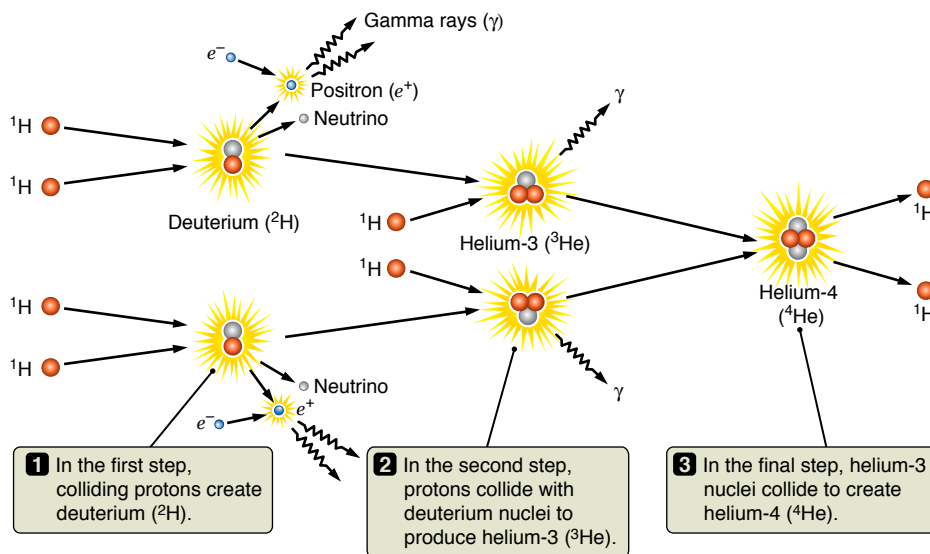 Gamma rays (γ)
e⁻
Positron (e⁺)
Neutrino
¹H
¹H
Deuterium (²H)
γ
¹H
Helium-3 (³He)
¹H
¹H
Helium-4
(⁴He)
¹H
¹H
¹H
γ
Neutrino
e⁻
e⁺
1 In the first step,
colliding protons create
deuterium (²H).
2 In the second step,
protons collide with
deuterium nuclei to
produce helium-3 (³He).
3 In the final step, helium-3
nuclei collide to create
helium-4 (⁴He).